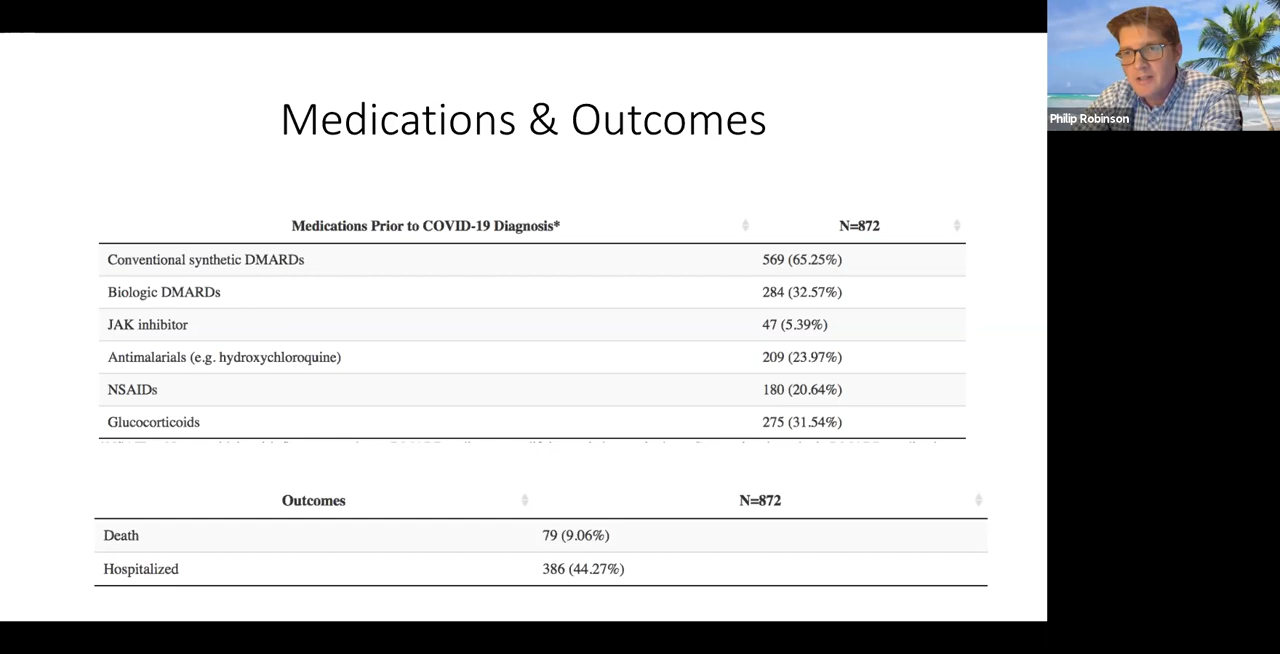 Medications & Outcomes
Philip Robinson
Medications Prior to COVID-19 Diagnosis* N=872
Conventional synthetic DMARDs 569 (65.25%)
Biologic DMARDs 284 (32.57%)
JAK inhibitor 47 (5.39%)
Antimalarials (e.g. hydroxychloroquine) 209 (23.97%)
NSAIDs 180 (20.64%)
Glucocorticoids 275 (31.54%)
Outcomes N=872
Death 79 (9.06%)
Hospitalized 386 (44.27%)